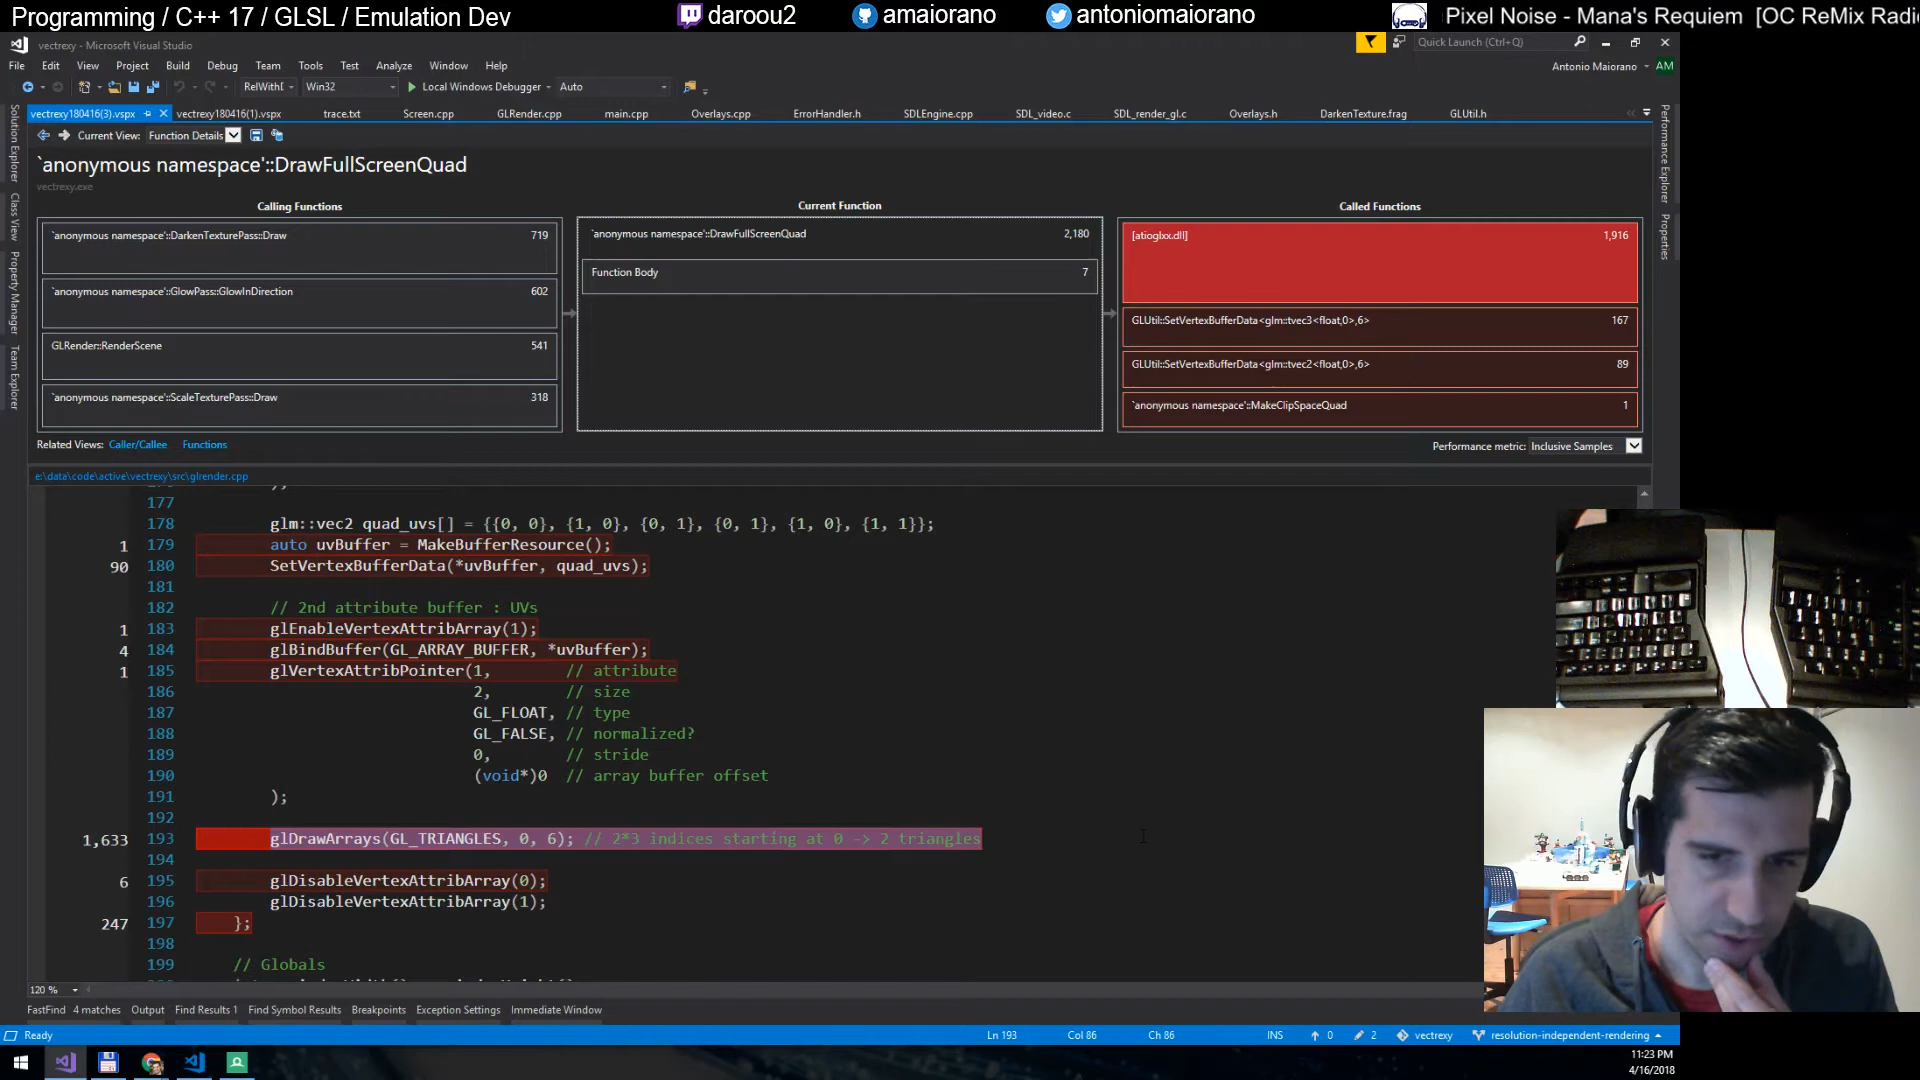 Programming / C++ 17 / GLSL / Emulation Dev
daroou2
amaiorano
antoniomaiorano
Pixel Noise - Mana's Requiem [OC ReMix Radi
vectrexy - Microsoft Visual Studio
Quick Launch (Ctrl+Q)
File Edit View Project Build Debug Team Tools Test Analyze Window Help
Antonio Maiorano AM
RelWithI Win32 Local Windows Debugger Auto
vectrexy180416(3).vspx vectrexy180416(1).vspx trace.txt Screen.cpp GLRender.cpp main.cpp Overlays.cpp ErrorHandler.h SDLEngine.cpp SDL_video.c SDL_render_gl.c Overlays.h DarkenTexture.frag GLUtil.h
Current View: Function Details
`anonymous namespace'::DrawFullScreenQuad
vectrexy.exe
Solution Explorer
Class View
Property Manager
Team Explorer
Performance Explorer
Properties
Calling Functions
`anonymous namespace'::DarkenTexturePass::Draw 719
`anonymous namespace'::GlowPass::GlowInDirection 602
GLRender::RenderScene 541
`anonymous namespace'::ScaleTexturePass::Draw 318
Current Function
`anonymous namespace'::DrawFullScreenQuad 2,180
Function Body 7
Called Functions
[atioglxx.dll] 1,916
GLUtil::SetVertexBufferData<glm::tvec3<float,0>,6> 167
GLUtil::SetVertexBufferData<glm::tvec2<float,0>,6> 89
`anonymous namespace'::MakeClipSpaceQuad 1
Related Views: Caller/Callee Functions
Performance metric: Inclusive Samples
e:\data\code\active\vectrexy\src\glrender.cpp
177
178 glm::vec2 quad_uvs[] = {{0, 0}, {1, 0}, {0, 1}, {0, 1}, {1, 0}, {1, 1}};
1 179 auto uvBuffer = MakeBufferResource();
90 180 SetVertexBufferData(*uvBuffer, quad_uvs);
181
182 // 2nd attribute buffer : UVs
1 183 glEnableVertexAttribArray(1);
4 184 glBindBuffer(GL_ARRAY_BUFFER, *uvBuffer);
1 185 glVertexAttribPointer(1, // attribute
186 2, // size
187 GL_FLOAT, // type
188 GL_FALSE, // normalized?
189 0, // stride
190 (void*)0 // array buffer offset
191 );
192
1,633 193 glDrawArrays(GL_TRIANGLES, 0, 6); // 2*3 indices starting at 0 -> 2 triangles
194
6 195 glDisableVertexAttribArray(0);
196 glDisableVertexAttribArray(1);
247 197 };
198
199 // Globals
120 %
FastFind 4 matches Output Find Results 1 Find Symbol Results Breakpoints Exception Settings Immediate Window
Ready Ln 193 Col 86 Ch 86 INS 0 2 vectrexy resolution-independent-rendering
11:23 PM
4/16/2018